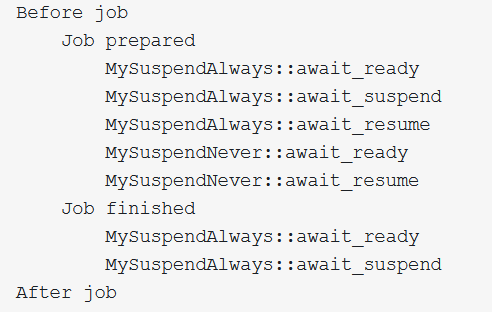 Before job
    Job prepared
        MySuspendAlways::await_ready
        MySuspendAlways::await_suspend
        MySuspendAlways::await_resume
        MySuspendNever::await_ready
        MySuspendNever::await_resume
    Job finished
        MySuspendAlways::await_ready
        MySuspendAlways::await_suspend
After job